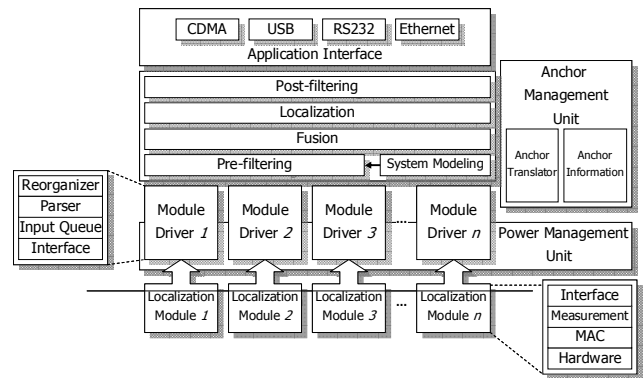 CDMA USB RS232 Ethernet
Application Interface
Post-filtering
Localization
Fusion
Pre-filtering
System Modeling
Anchor
Management
Unit
Anchor
Translator
Anchor
Information
Reorganizer
Parser
Input Queue
Interface
Module
Driver 1
Module
Driver 2
Module
Driver 3
...
Module
Driver n
Power Management
Unit
Localization
Module 1
Localization
Module 2
Localization
Module 3
...
Localization
Module n
Interface
Measurement
MAC
Hardware